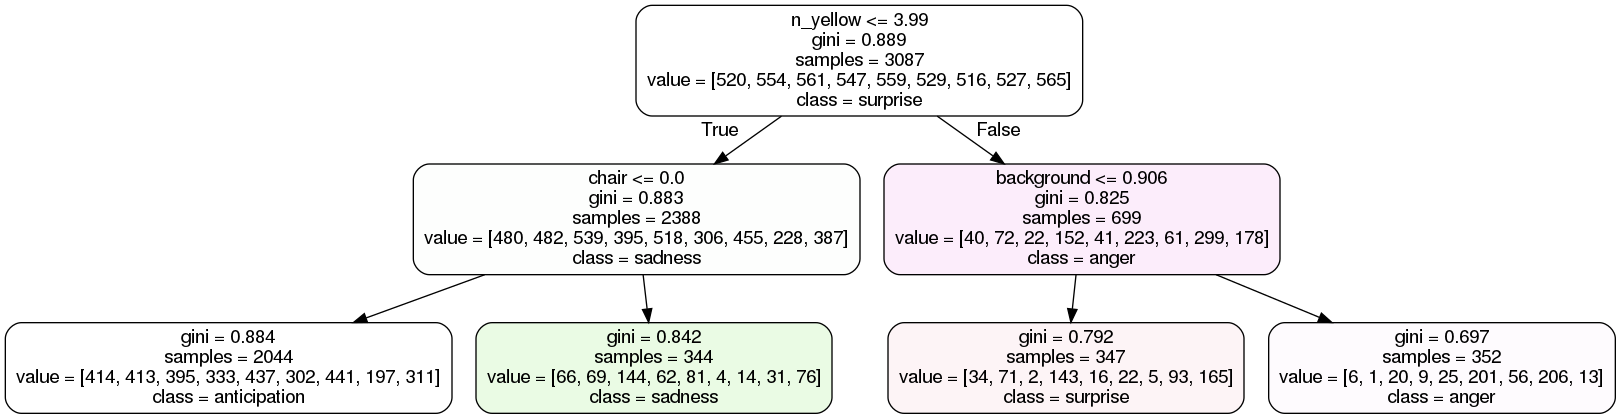 n_yellow <= 3.99
gini = 0.889
samples = 3087
value = [520, 554, 561, 547, 559, 529, 516, 527, 565]
class = surprise
True
False
chair <= 0.0
gini = 0.883
samples = 2388
value = [480, 482, 539, 395, 518, 306, 455, 228, 387]
class = sadness
background <= 0.906
gini = 0.825
samples = 699
value = [40, 72, 22, 152, 41, 223, 61, 299, 178]
class = anger
gini = 0.884
samples = 2044
value = [414, 413, 395, 333, 437, 302, 441, 197, 311]
class = anticipation
gini = 0.842
samples = 344
value = [66, 69, 144, 62, 81, 4, 14, 31, 76]
class = sadness
gini = 0.792
samples = 347
value = [34, 71, 2, 143, 16, 22, 5, 93, 165]
class = surprise
gini = 0.697
samples = 352
value = [6, 1, 20, 9, 25, 201, 56, 206, 13]
class = anger